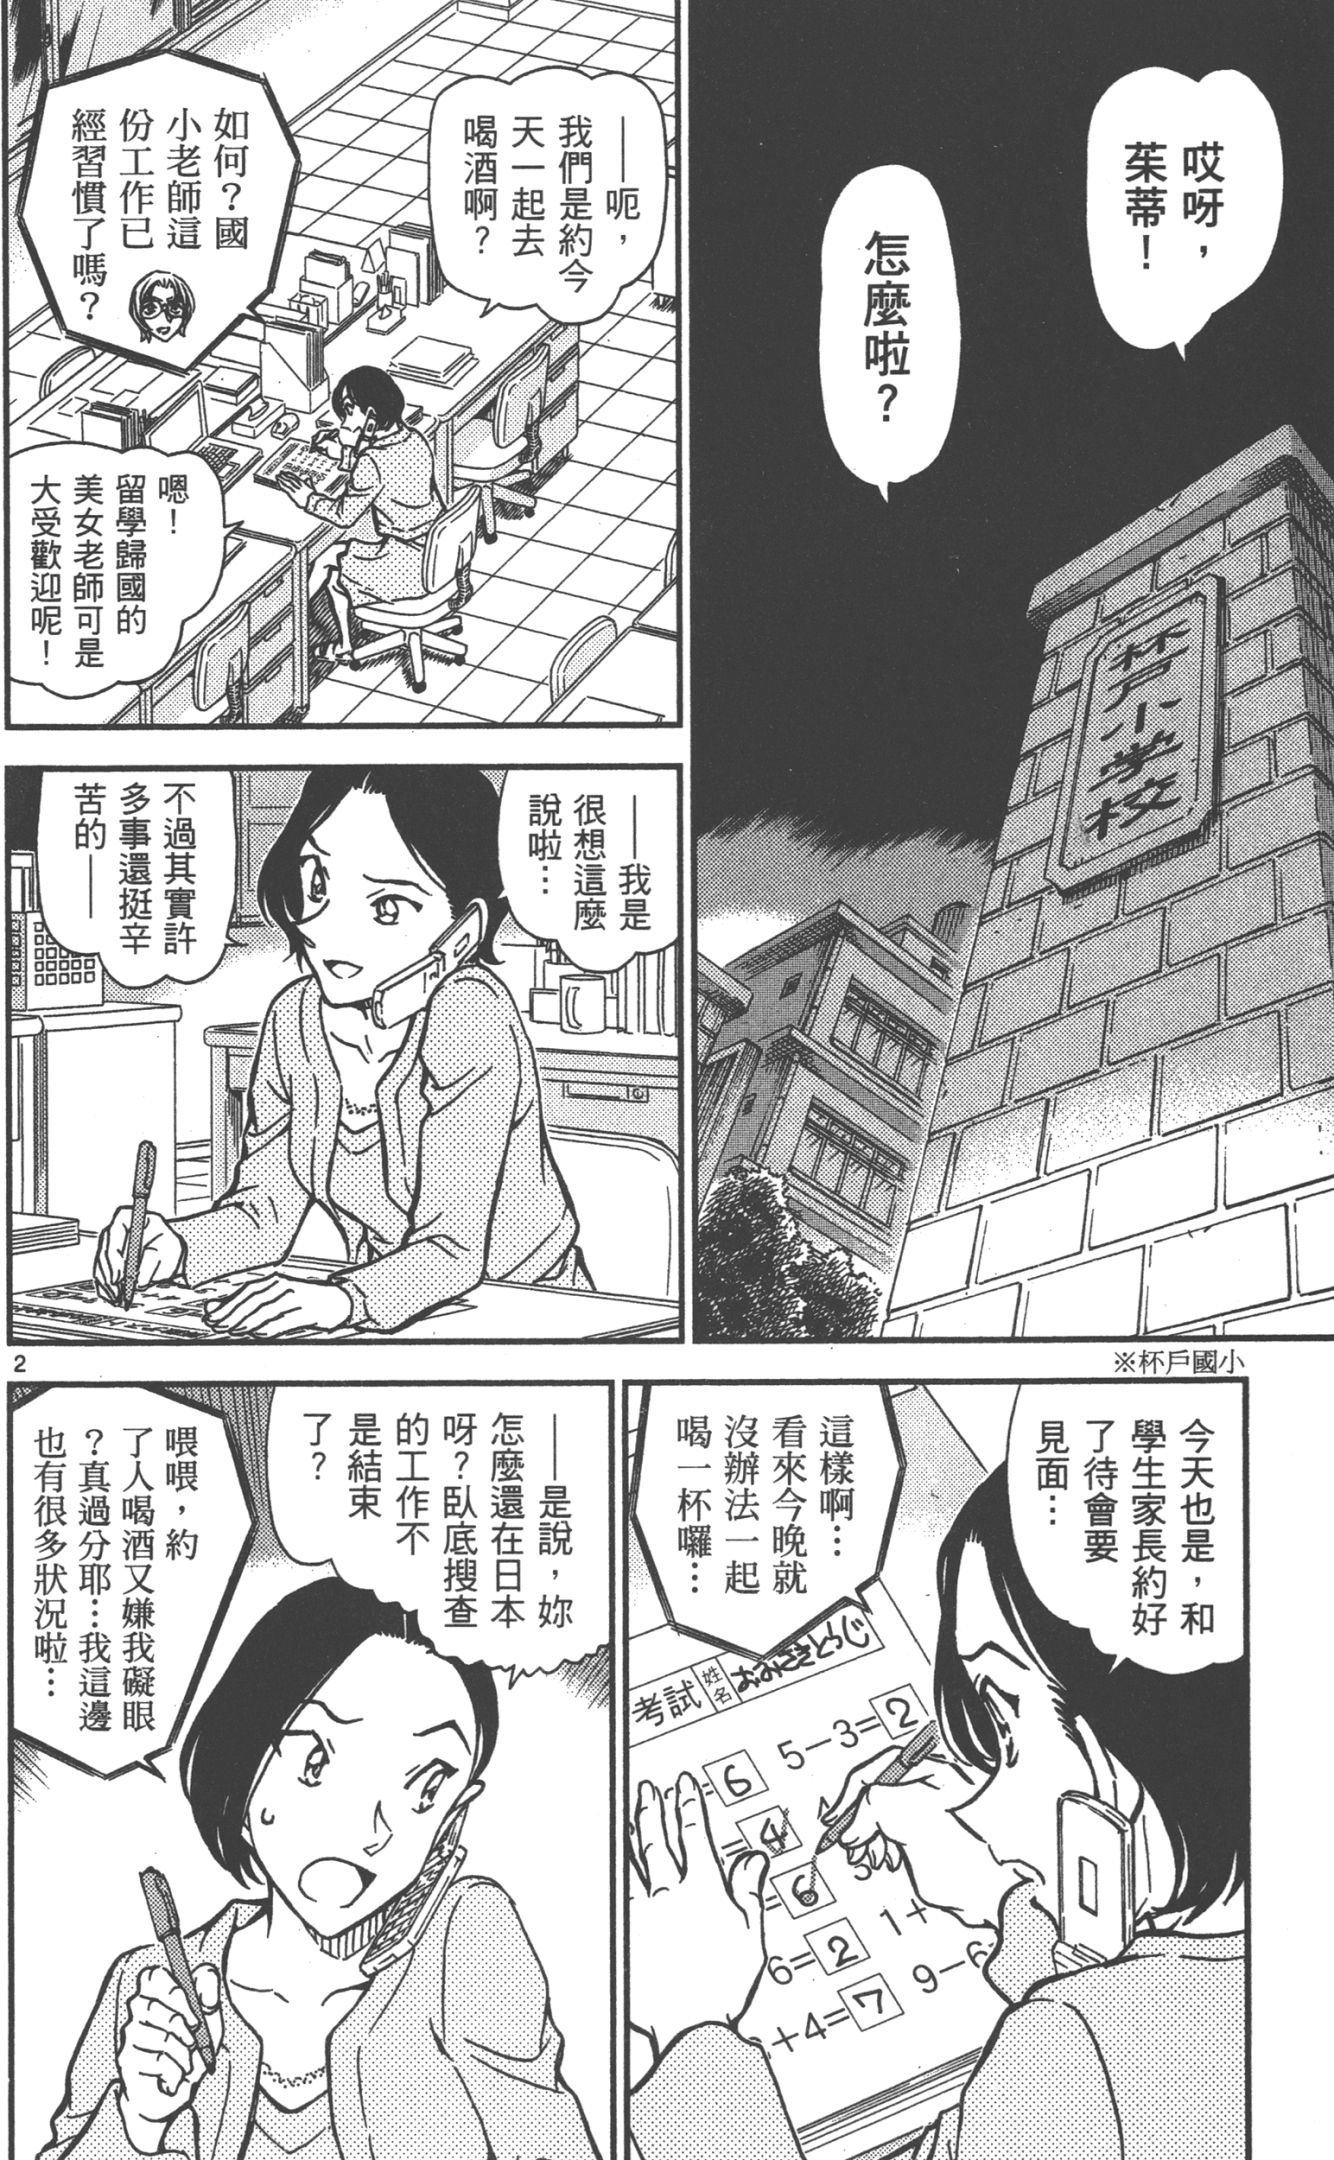 哎呀，
茱蒂！
怎麼啦？
杯戸小学校
※杯戶國小
——呃，
我們是約今
天一起去
喝酒啊？
如何？國
小老師這
份工作已
經習慣了嗎？
嗯！
留學歸國的
美女老師可是
大受歡迎呢！
——我是
很想這麼
說啦…
不過其實許
多事還挺辛
苦的——
2
今天也是，和
學生家長約好
了待會要
見面…
這樣啊…
看來今晚就
沒辦法一起
喝一杯囉…
考試
姓名
おみさきとうじ
5-3=2
=6
=4
=6
3
1+
6=2
9-6
+4=7
——是說，妳
怎麼還在日本
呀？臥底搜查
的工作不
是結束
了？
喂喂，約
了人喝酒又嫌我礙眼
？真過分耶…我這邊
也有很多狀況啦…